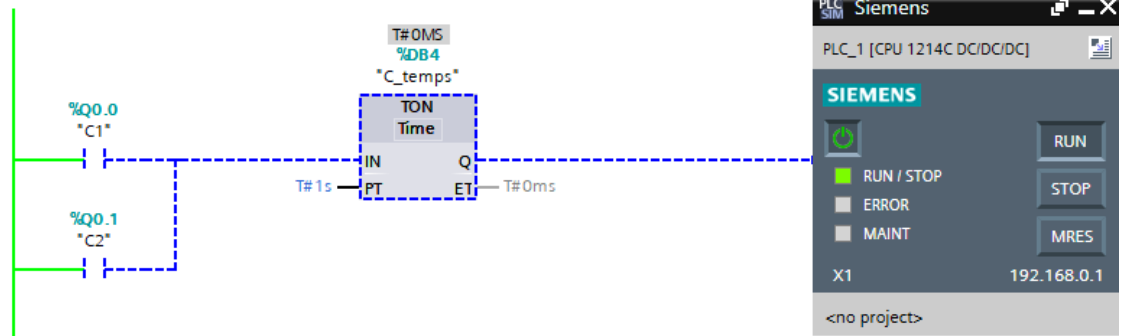 T#0MS
%DB4
"C_temps"
TON
Time
%Q0.0
"C1"
IN
Q
T#1s
PT
ET
T#0ms
%Q0.1
"C2"
PLC
SIM
Siemens
PLC_1 [CPU 1214C DC/DC/DC]
SIEMENS
RUN
RUN / STOP
STOP
ERROR
MAINT
MRES
X1
192.168.0.1
<no project>